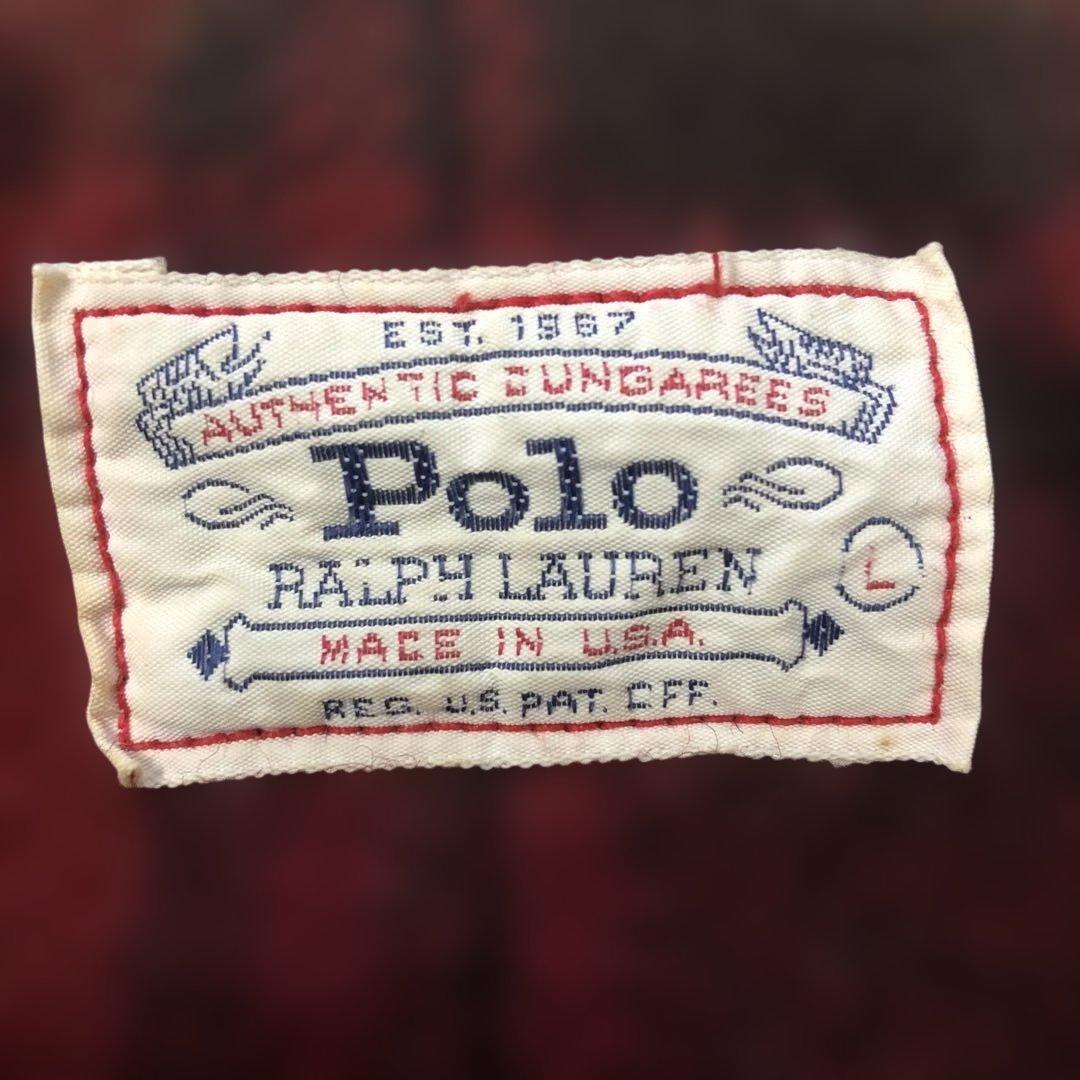 EST. 1967
AUTHENTIC DUNGAREES
Polo
RALPH LAUREN
L
MADE IN U.S.A.
REG. U.S. PAT. OFF.